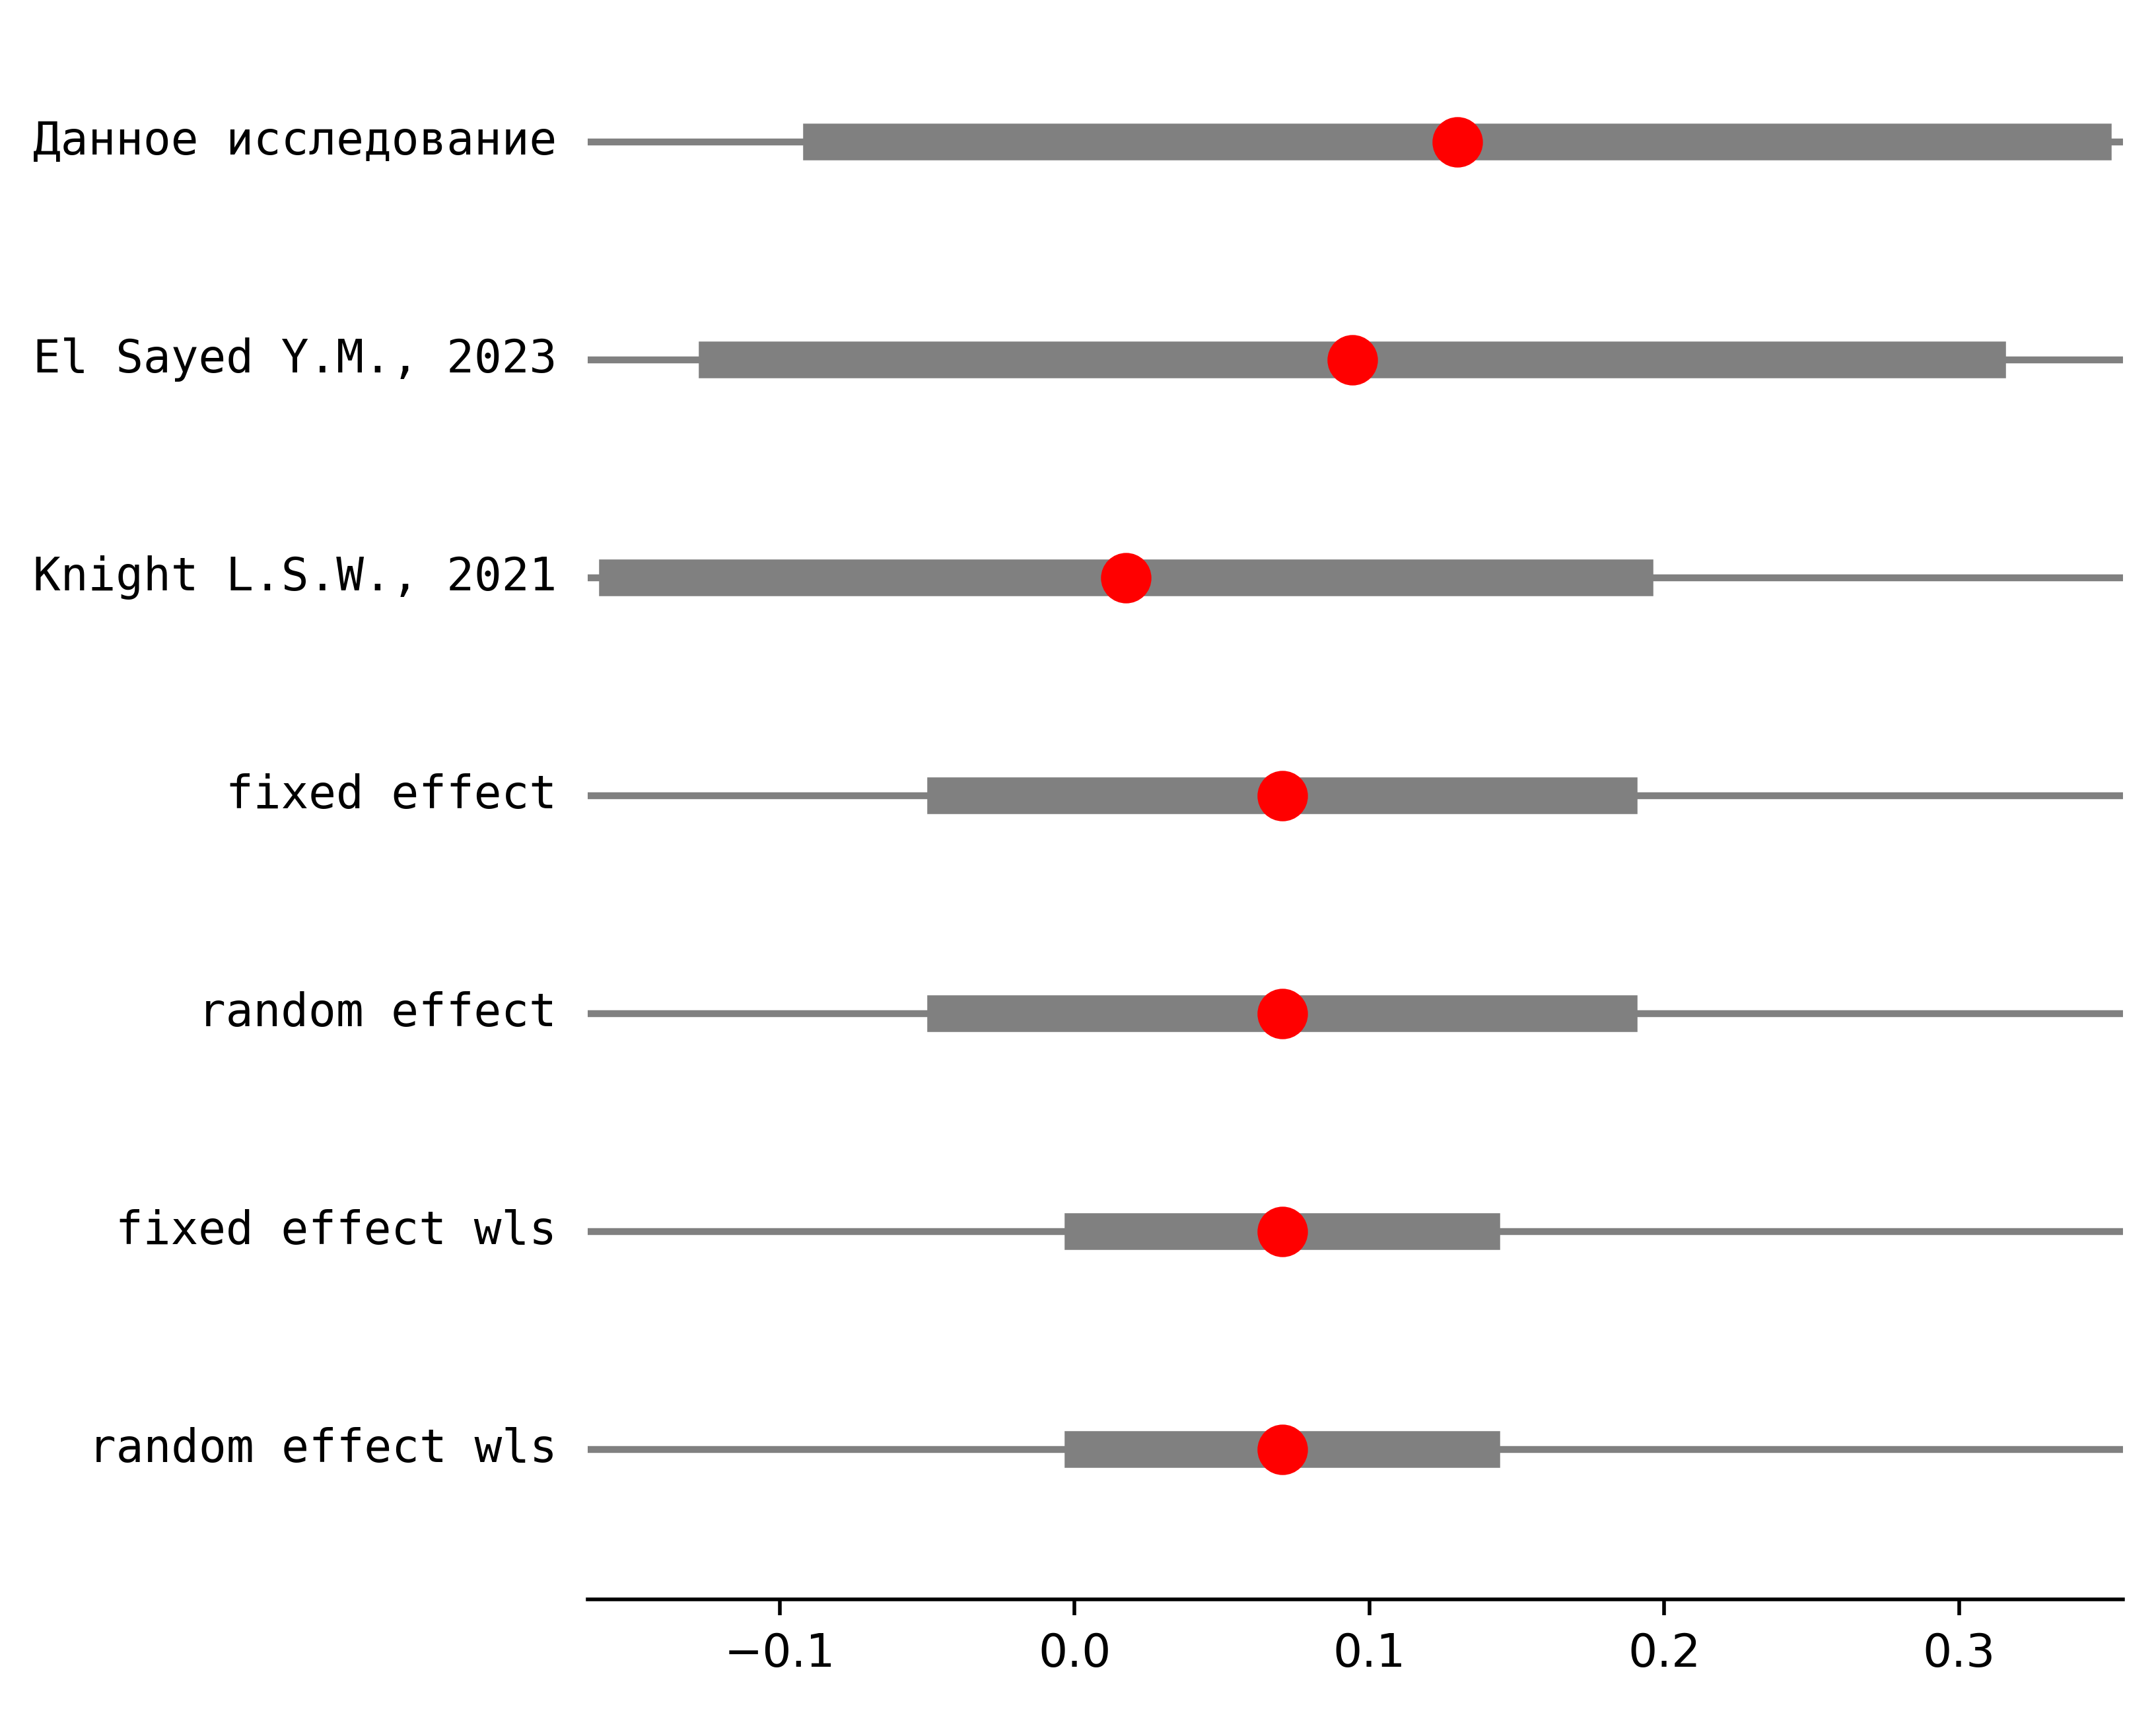 Данное исследование
El Sayed Y.M., 2023
Knight L.S.W., 2021
fixed effect
random effect
fixed effect wls
random effect wls
−0.1 0.0 0.1 0.2 0.3